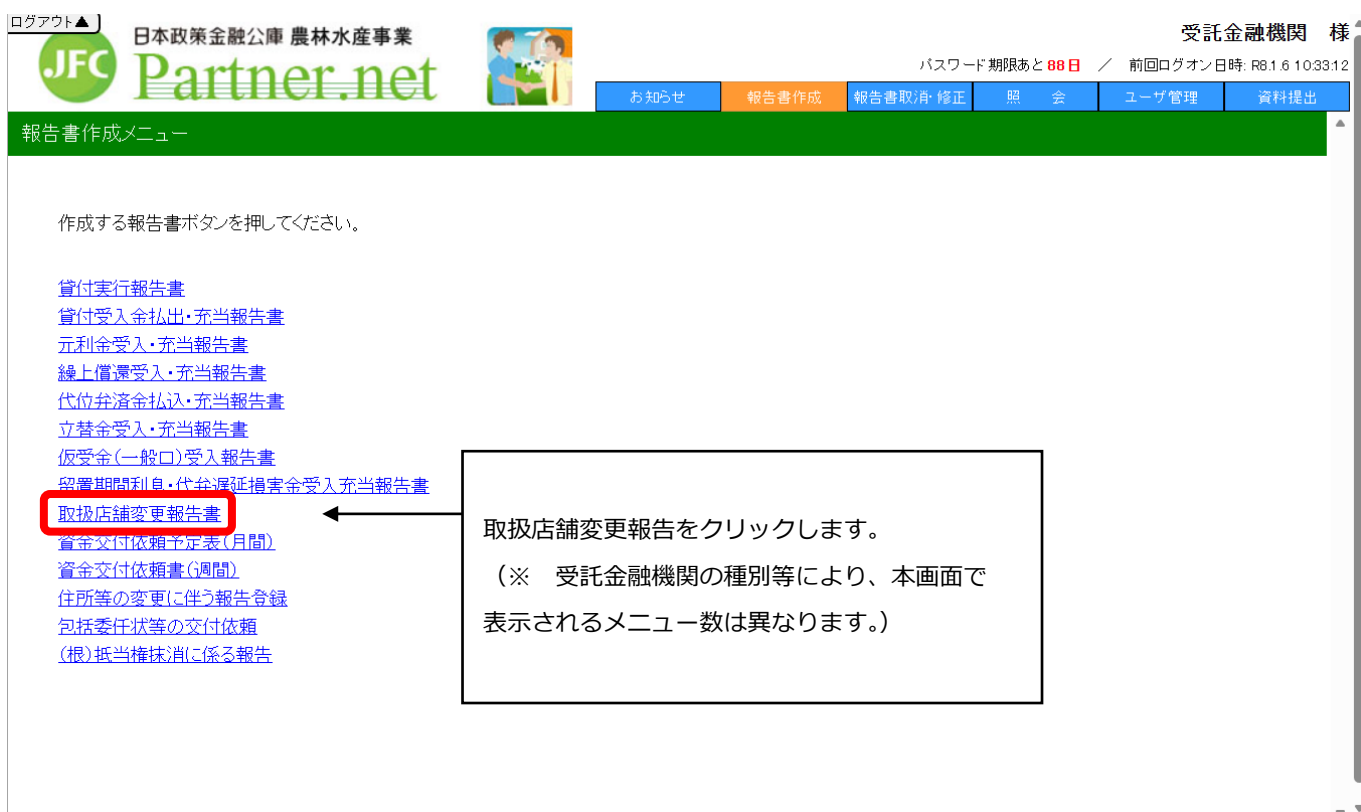 ログアウト▲
日本政策金融公庫 農林水産事業
JFC
Partner.net
受託金融機関 様
パスワード期限あと88日 / 前回ログオン日時: R8.1.6 10:33:12
お知らせ 報告書作成 報告書取消・修正 照 会 ユーザ管理 資料提出
報告書作成メニュー
作成する報告書ボタンを押してください。
貸付実行報告書
貸付受入金払出・充当報告書
元利金受入・充当報告書
繰上償還受入・充当報告書
代位弁済金払込・充当報告書
立替金受入・充当報告書
仮受金(一般口)受入報告書
留置期間利息・代弁遅延損害金受入充当報告書
取扱店舗変更報告書
資金交付依頼予定表(月間)
資金交付依頼書(週間)
住所等の変更に伴う報告登録
包括委任状等の交付依頼
(根)抵当権抹消に係る報告
取扱店舗変更報告をクリックします。
(※ 受託金融機関の種別等により、本画面で
表示されるメニュー数は異なります。)